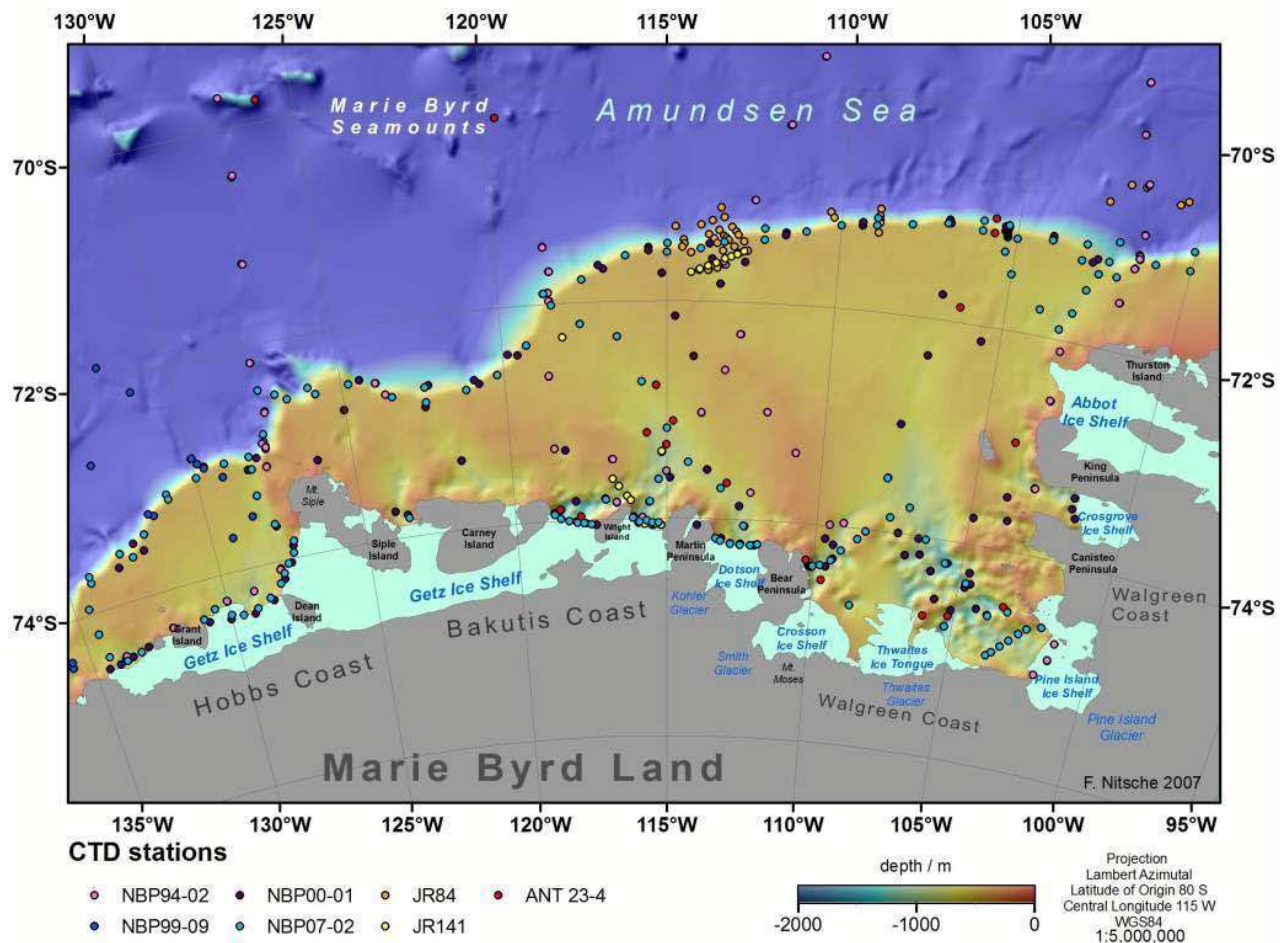 130°W 125°W 120°W 115°W 110°W 105°W
Marie Byrd
Seamounts
Amundsen Sea
70°S
70°S
72°S
72°S
74°S
74°S
Thurston
Island
Abbot
Ice Shelf
King
Peninsula
Crosgrove
Ice Shelf
Canisteo
Peninsula
Walgreen
Coast
Mt.
Siple
Siple
Island
Carney
Island
Wright
Island
Martin
Peninsula
Dotson
Ice Shelf
Bear
Peninsula
Kohler
Glacier
Getz Ice Shelf
Dean
Island
Grant
Island
Getz Ice Shelf
Bakutis Coast
Hobbs Coast
Smith
Glacier
Crosson
Ice Shelf
Mt.
Moses
Thwaites
Ice Tongue
Thwaites
Glacier
Pine Island
Ice Shelf
Pine Island
Glacier
Walgreen Coast
Marie Byrd Land
F. Nitsche 2007
135°W 130°W 125°W 120°W 115°W 110°W 105°W 100°W 95°W
CTD stations
NBP94-02 NBP00-01 JR84 ANT 23-4
NBP99-09 NBP07-02 JR141
depth / m
-2000 -1000 0
Projection
Lambert Azimutal
Latitude of Origin 80 S
Central Longitude 115 W
WGS84
1:5.000.000